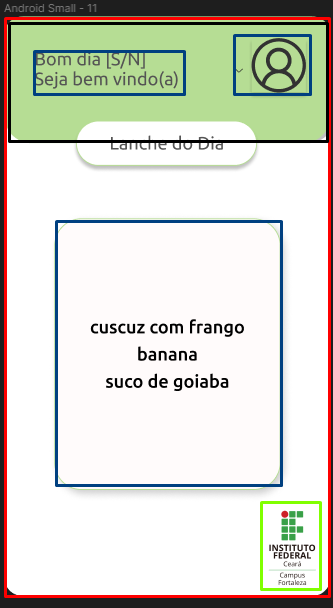 Android Small - 11
Bom dia [S/N]
Seja bem vindo(a)
Lanche do Dia
cuscuz com frango
banana
suco de goiaba
INSTITUTO
FEDERAL
Ceará
Campus
Fortaleza